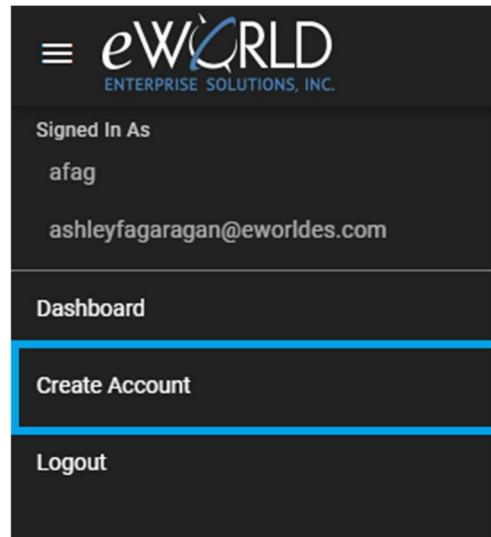 eWORLD
ENTERPRISE SOLUTIONS, INC.
Signed In As
afag
ashleyfagaragan@eworldes.com
Dashboard
Create Account
Logout